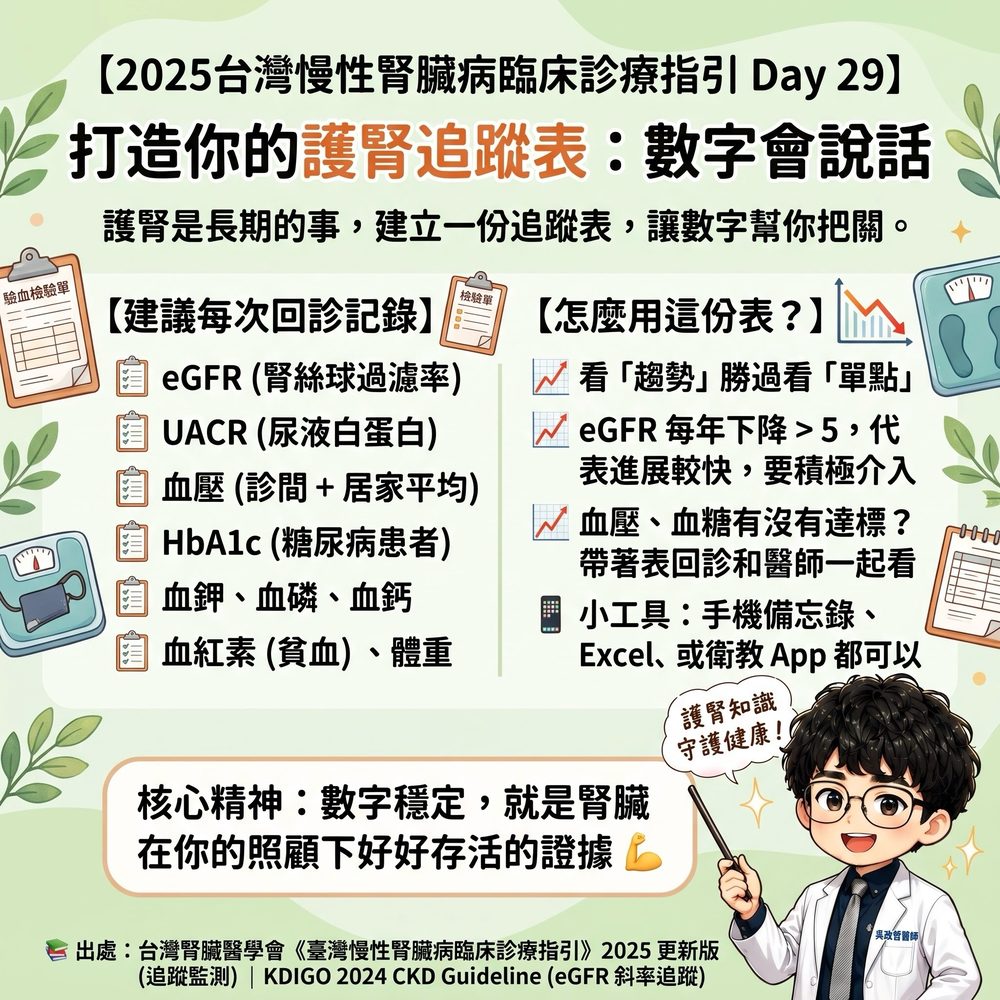 【2025台灣慢性腎臟病臨床診療指引 Day 29】
打造你的護腎追蹤表：數字會說話
護腎是長期的事，建立一份追蹤表，讓數字幫你把關。
驗血檢驗單
【建議每次回診記錄】
檢驗單
eGFR (腎絲球過濾率)
UACR (尿液白蛋白)
血壓 (診間 + 居家平均)
HbA1c (糖尿病患者)
血鉀、血磷、血鈣
血紅素 (貧血) 、體重
【怎麼用這份表？】
看「趨勢」勝過看「單點」
eGFR 每年下降 > 5，代
表進展較快，要積極介入
血壓、血糖有沒有達標？
帶著表回診和醫師一起看
小工具：手機備忘錄、
Excel、或衛教 App 都可以
護腎知識
守護健康！
核心精神：數字穩定，就是腎臟
在你的照顧下好好存活的證據
吳政哲醫師
出處：台灣腎臟醫學會《臺灣慢性腎臟病臨床診療指引》2025 更新版
(追蹤監測) | KDIGO 2024 CKD Guideline (eGFR 斜率追蹤)